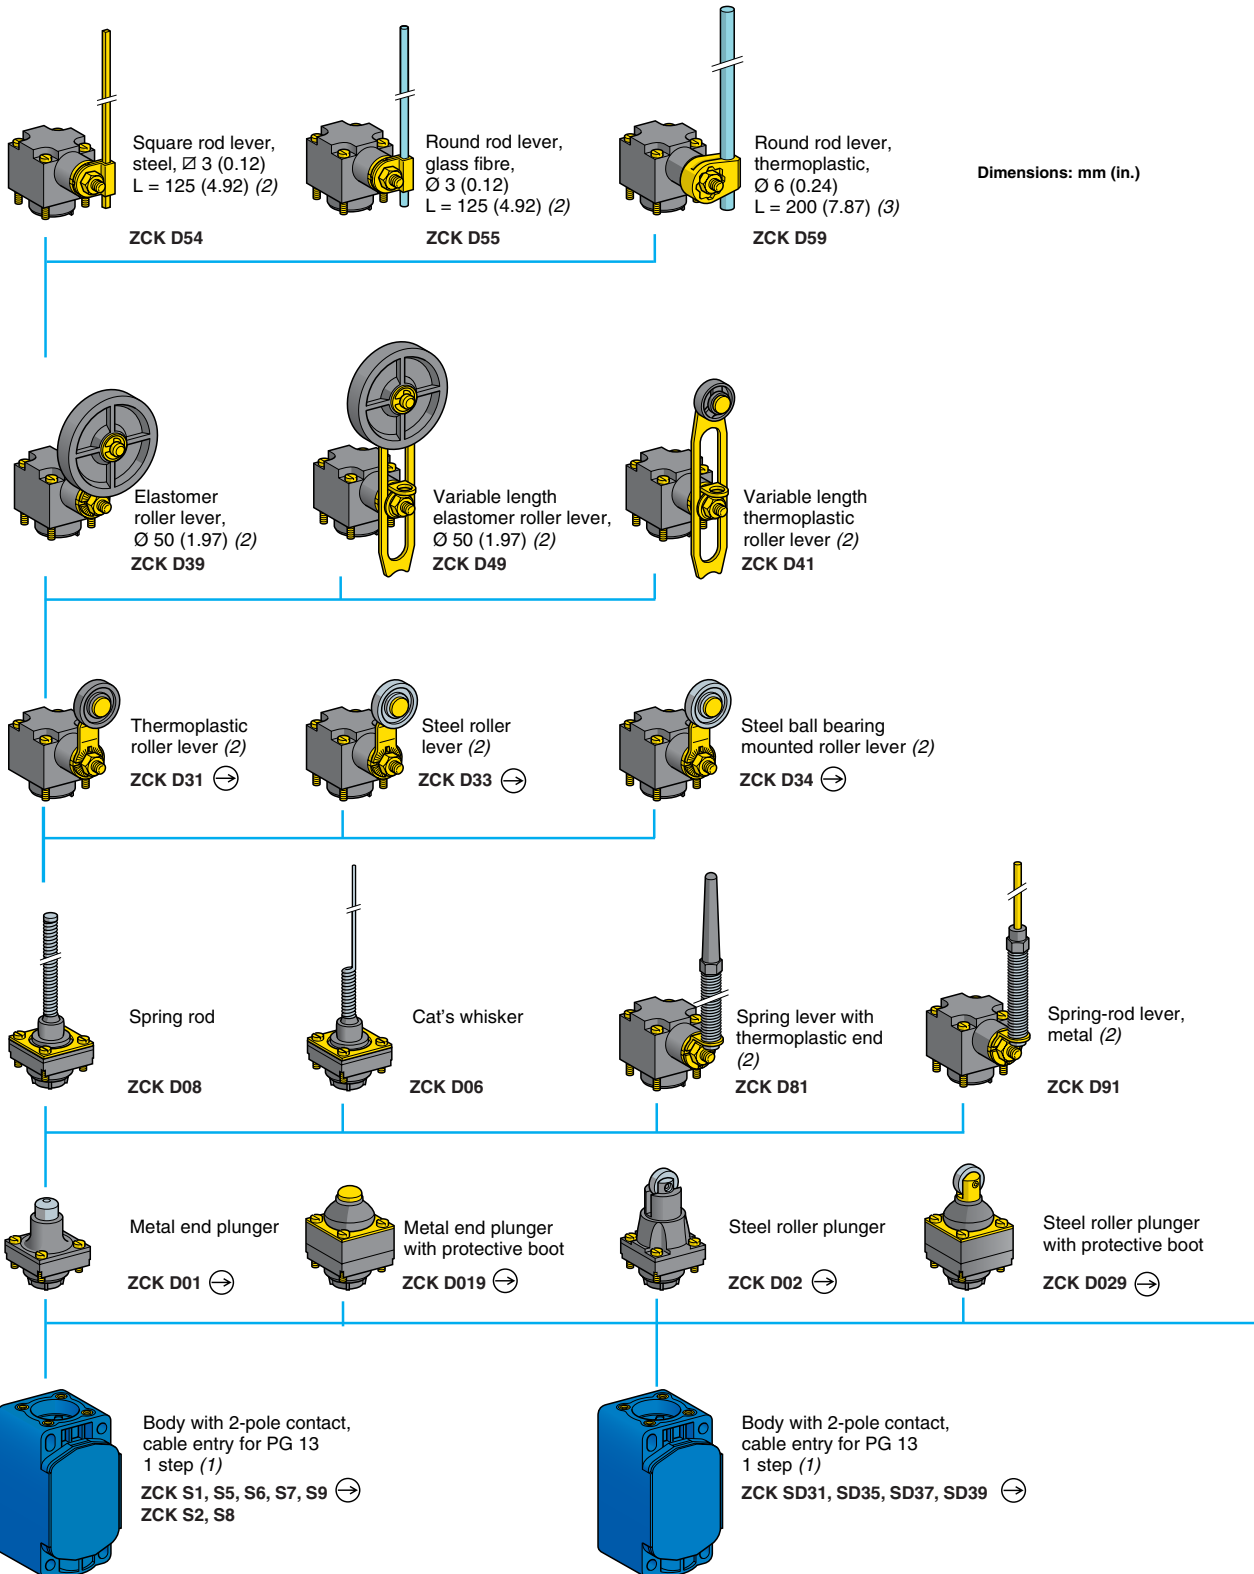 Square rod lever,
steel, ⍁ 3 (0.12)
L = 125 (4.92) (2)
ZCK D54
Round rod lever,
glass fibre,
Ø 3 (0.12)
L = 125 (4.92) (2)
ZCK D55
Round rod lever,
thermoplastic,
Ø 6 (0.24)
L = 200 (7.87) (3)
ZCK D59
Dimensions: mm (in.)
Elastomer
roller lever,
Ø 50 (1.97) (2)
ZCK D39
Variable length
elastomer roller lever,
Ø 50 (1.97) (2)
ZCK D49
Variable length
thermoplastic
roller lever (2)
ZCK D41
Thermoplastic
roller lever (2)
ZCK D31
Steel roller
lever (2)
ZCK D33
Steel ball bearing
mounted roller lever (2)
ZCK D34
Spring rod
ZCK D08
Cat's whisker
ZCK D06
Spring lever with
thermoplastic end
(2)
ZCK D81
Spring-rod lever,
metal (2)
ZCK D91
Metal end plunger
ZCK D01
Metal end plunger
with protective boot
ZCK D019
Steel roller plunger
ZCK D02
Steel roller plunger
with protective boot
ZCK D029
Body with 2-pole contact,
cable entry for PG 13
1 step (1)
ZCK S1, S5, S6, S7, S9
ZCK S2, S8
Body with 2-pole contact,
cable entry for PG 13
1 step (1)
ZCK SD31, SD35, SD37, SD39